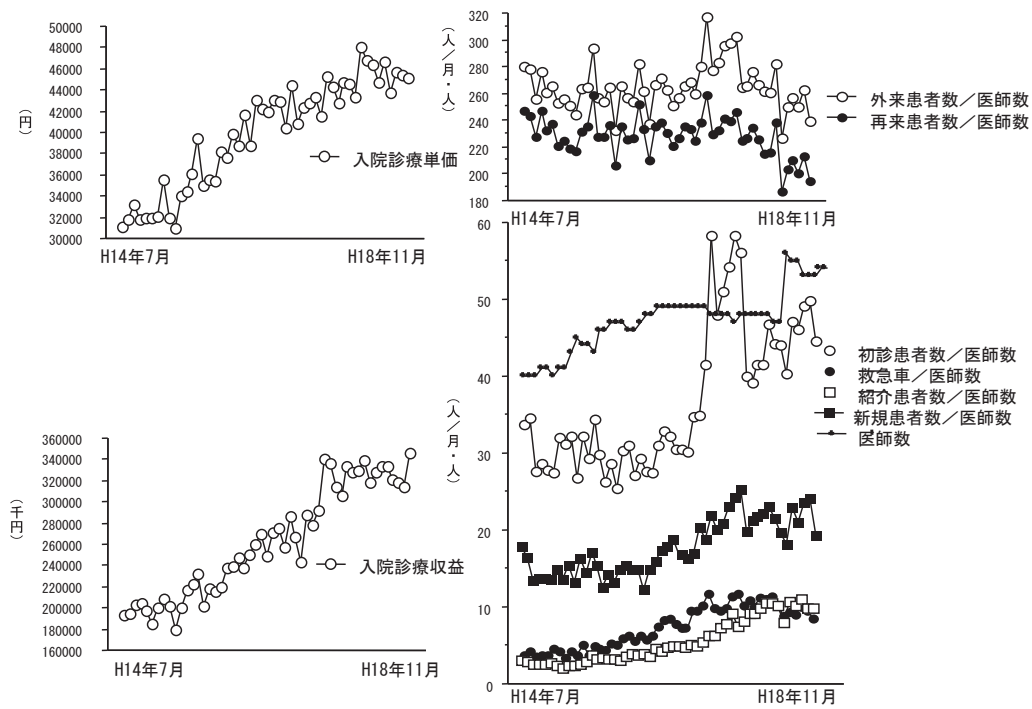 50000
48000
46000
44000
42000
40000
38000
36000
34000
32000
30000
（円）
入院診療単価
H14年7月
H18年11月
320
300
280
260
240
220
200
180
（人／月・人）
外来患者数／医師数
再来患者数／医師数
H14年7月
H18年11月
360000
340000
320000
300000
280000
260000
240000
220000
200000
180000
160000
（千円）
入院診療収益
H14年7月
H18年11月
60
50
40
30
20
10
0
（人／月・人）
初診患者数／医師数
救急車／医師数
紹介患者数／医師数
新規患者数／医師数
医師数
H14年7月
H18年11月